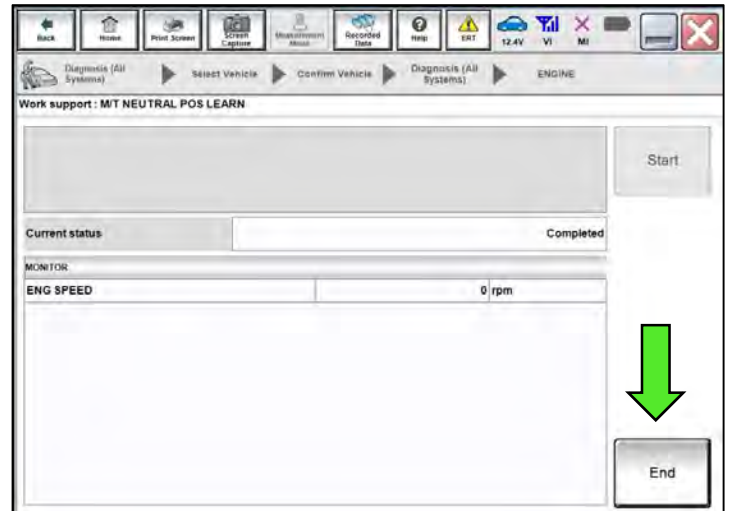 Back Home Print Screen Screen Capture Measurement Mode Recorded Data Help ERT 12.4V VI MI
Diagnosis (All Systems) Select Vehicle Confirm Vehicle Diagnosis (All Systems) ENGINE
Work support : M/T NEUTRAL POS LEARN
Start
Current status Completed
MONITOR
ENG SPEED 0 rpm
End